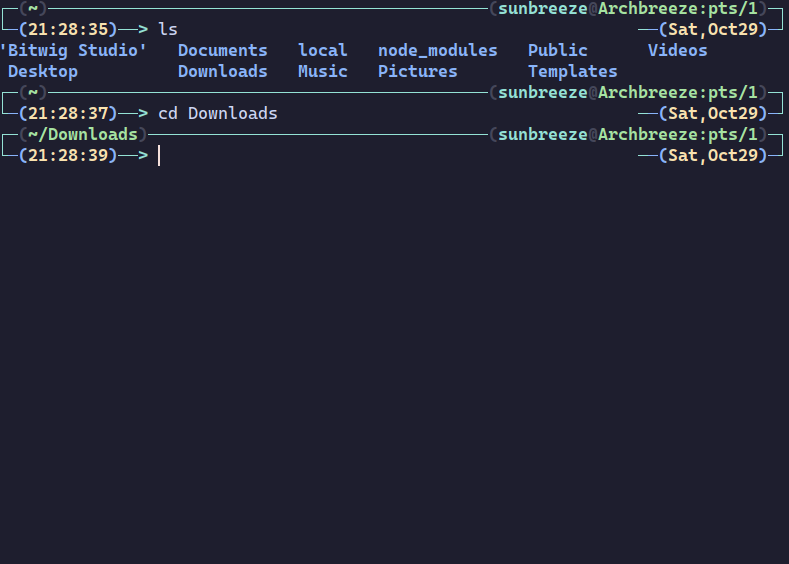 (~) (sunbreeze@Archbreeze:pts/1)
(21:28:35)──> ls ──(Sat,Oct29)
'Bitwig Studio' Documents local node_modules Public Videos
Desktop Downloads Music Pictures Templates
(~) (sunbreeze@Archbreeze:pts/1)
(21:28:37)──> cd Downloads ──(Sat,Oct29)
(~/Downloads) (sunbreeze@Archbreeze:pts/1)
(21:28:39)──> ──(Sat,Oct29)